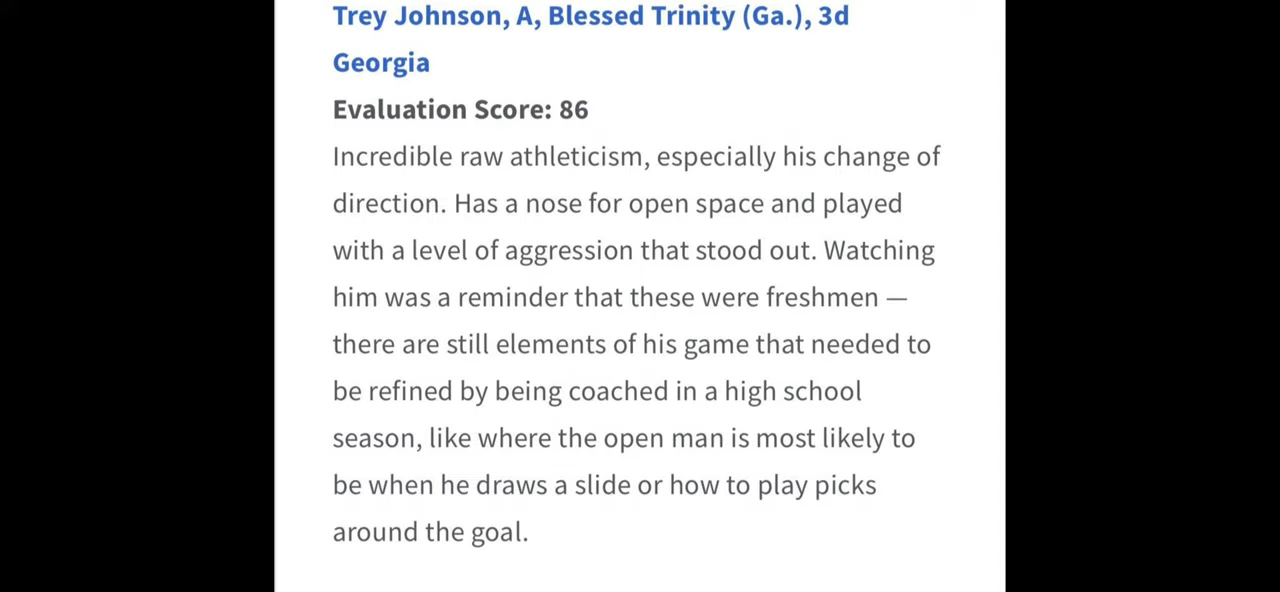 Trey Johnson, A, Blessed Trinity (Ga.), 3d
Georgia
Evaluation Score: 86
Incredible raw athleticism, especially his change of
direction. Has a nose for open space and played
with a level of aggression that stood out. Watching
him was a reminder that these were freshmen —
there are still elements of his game that needed to
be refined by being coached in a high school
season, like where the open man is most likely to
be when he draws a slide or how to play picks
around the goal.